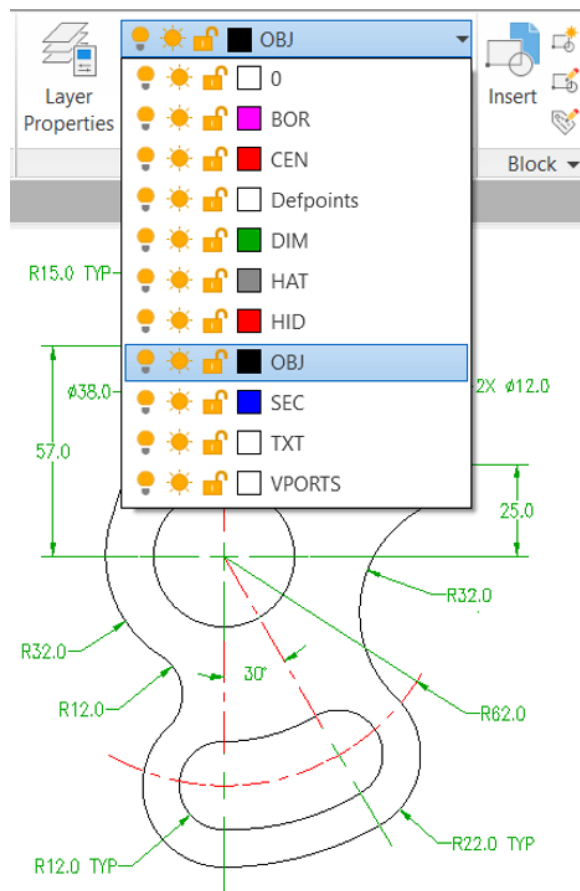 OBJ
Layer
Properties
Insert
Block
0
BOR
CEN
Defpoints
DIM
HAT
HID
OBJ
SEC
TXT
VPORTS
R15.0 TYP
ø38.0
2X ø12.0
57.0
25.0
R32.0
R32.0
30°
R12.0
R62.0
R22.0 TYP
R12.0 TYP